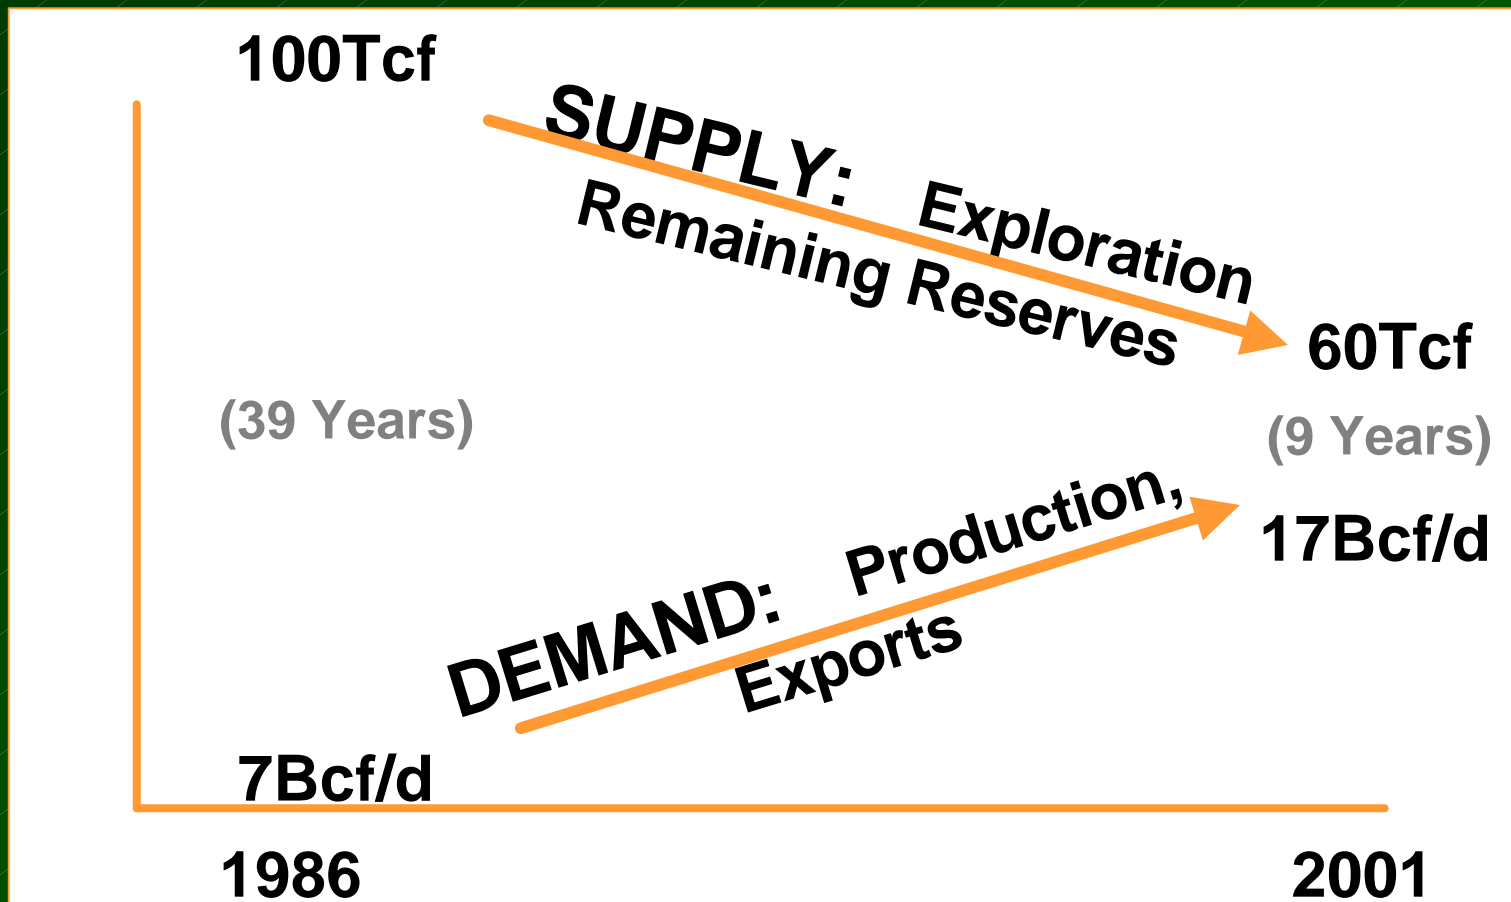 100Tcf
SUPPLY: Exploration
Remaining Reserves
60Tcf
(39 Years)
(9 Years)
17Bcf/d
DEMAND: Production,
Exports
7Bcf/d
1986
2001